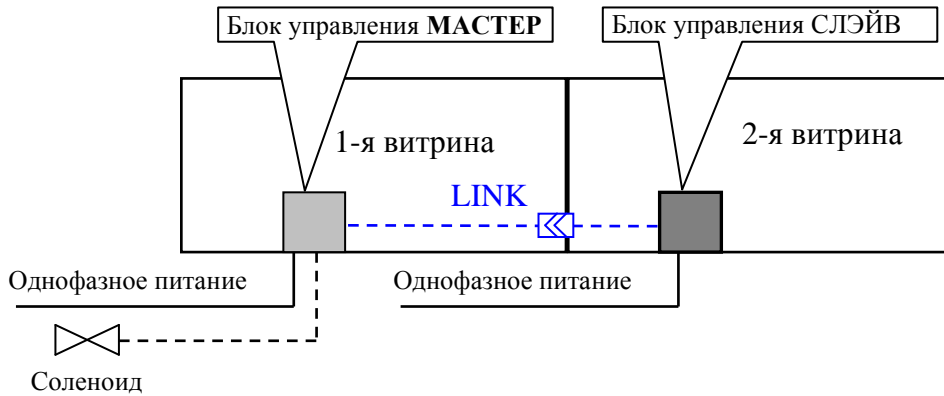 Блок управления МАСТЕР
Блок управления СЛЭЙВ
1-я витрина
2-я витрина
LINK
Однофазное питание
Однофазное питание
Соленоид